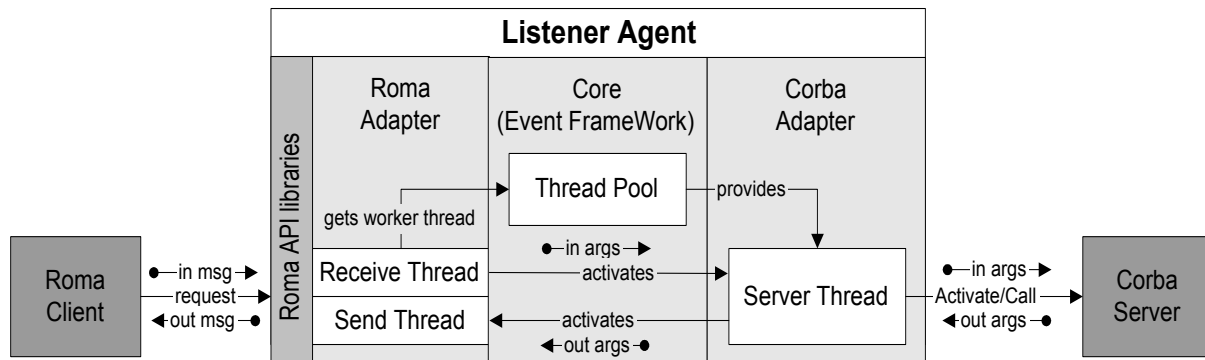 Listener Agent
Roma API libraries
Roma
Adapter
Core
(Event FrameWork)
Corba
Adapter
Thread Pool
provides
gets worker thread
Roma
Client
in msg
request
out msg
Receive Thread
Send Thread
in args
activates
activates
out args
Server Thread
in args
Activate/Call
out args
Corba
Server